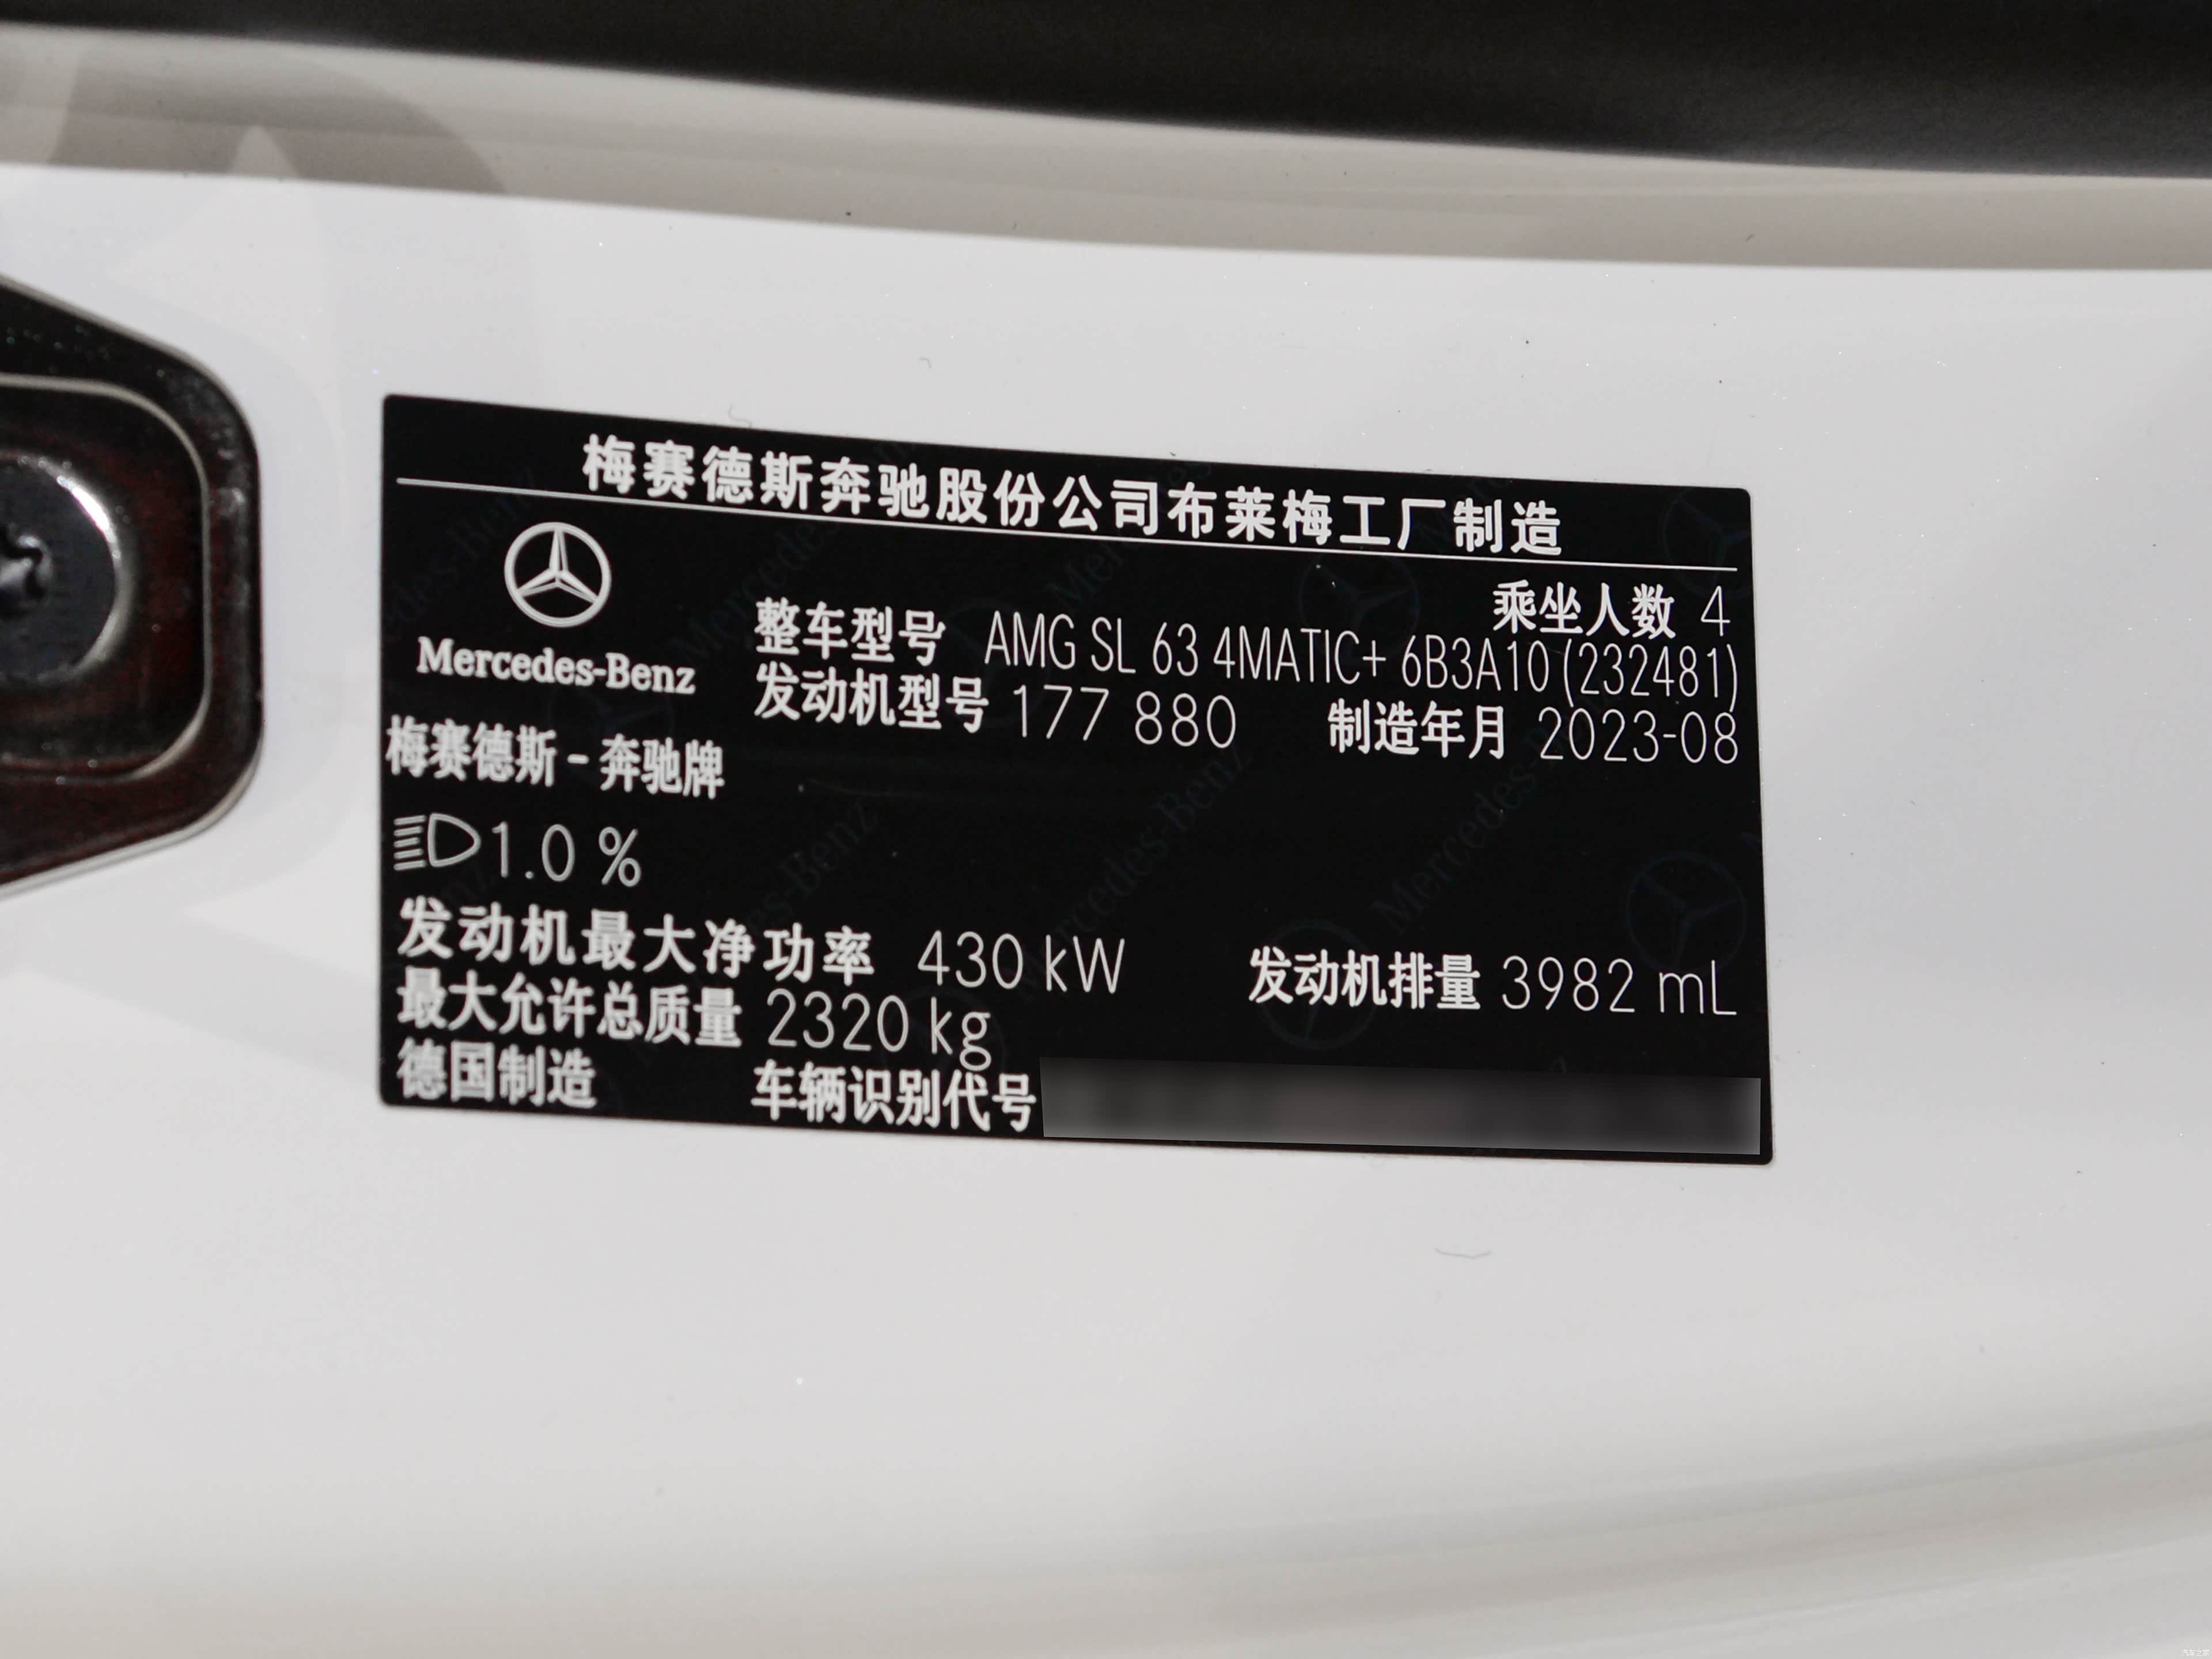 梅赛德斯奔驰股份公司布莱梅工厂制造
乘坐人数 4
Mercedes-Benz
整车型号 AMG SL 63 4MATIC+ 6B3A10 (232481)
发动机型号 177 880 制造年月 2023-08
梅赛德斯-奔驰牌
1.0 %
发动机最大净功率 430 kW 发动机排量 3982 mL
最大允许总质量 2320 kg
德国制造 车辆识别代号
汽车之家